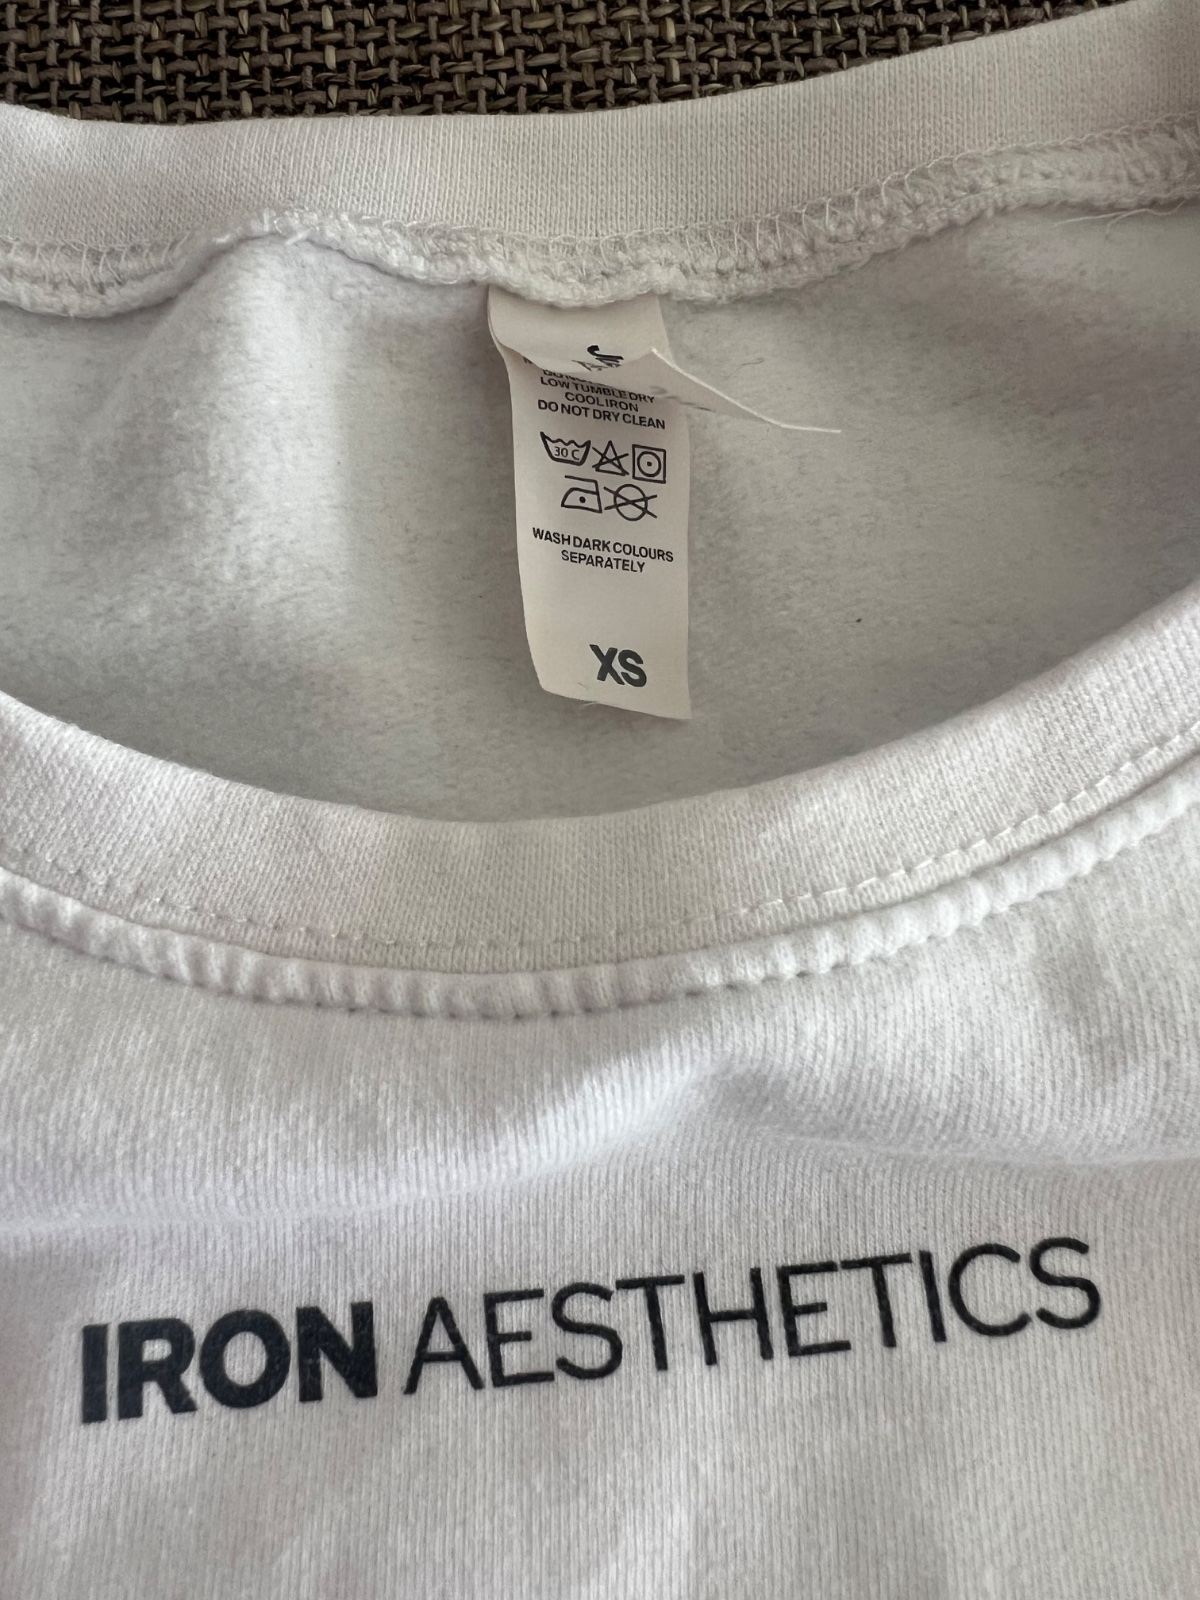 LOW TUMBLE DRY
COOL IRON
DO NOT DRY CLEAN
30 C
WASH DARK COLOURS
SEPARATELY
XS
IRON AESTHETICS